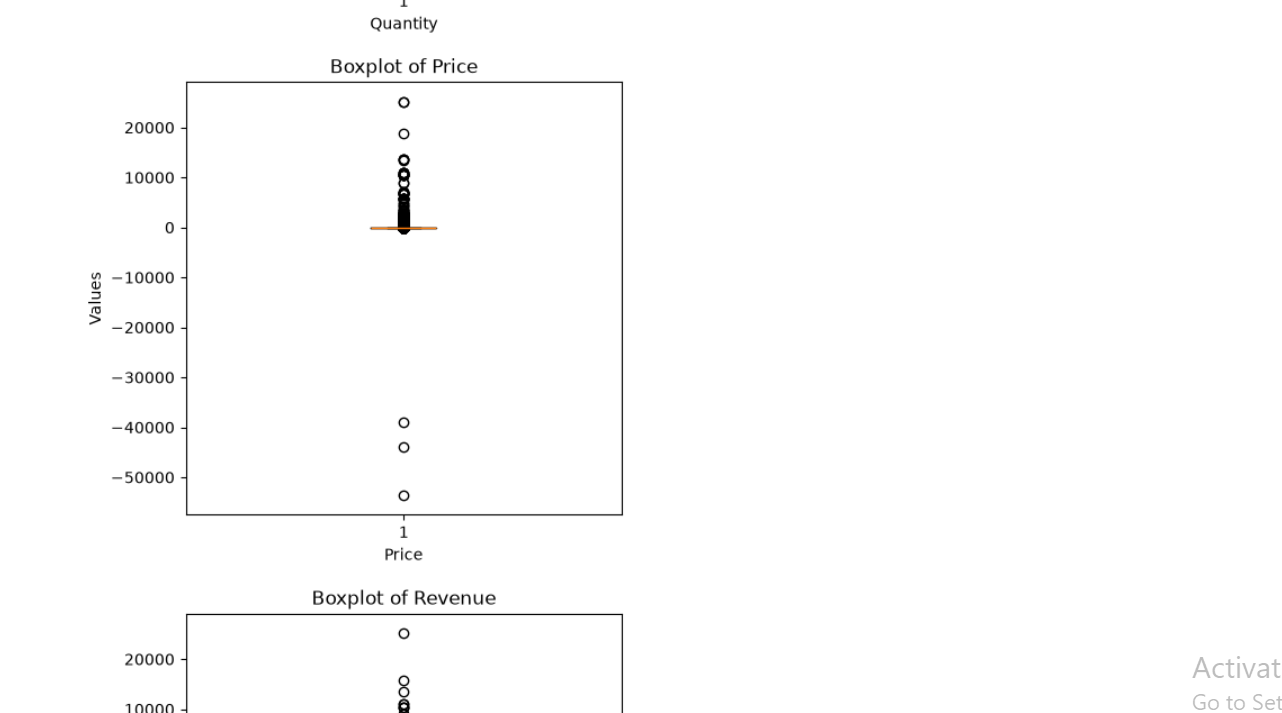 1
Quantity
Boxplot of Price
20000
10000
0
−10000
−20000
−30000
−40000
−50000
Values
1
Price
Boxplot of Revenue
20000
10000
Activat
Go to Set